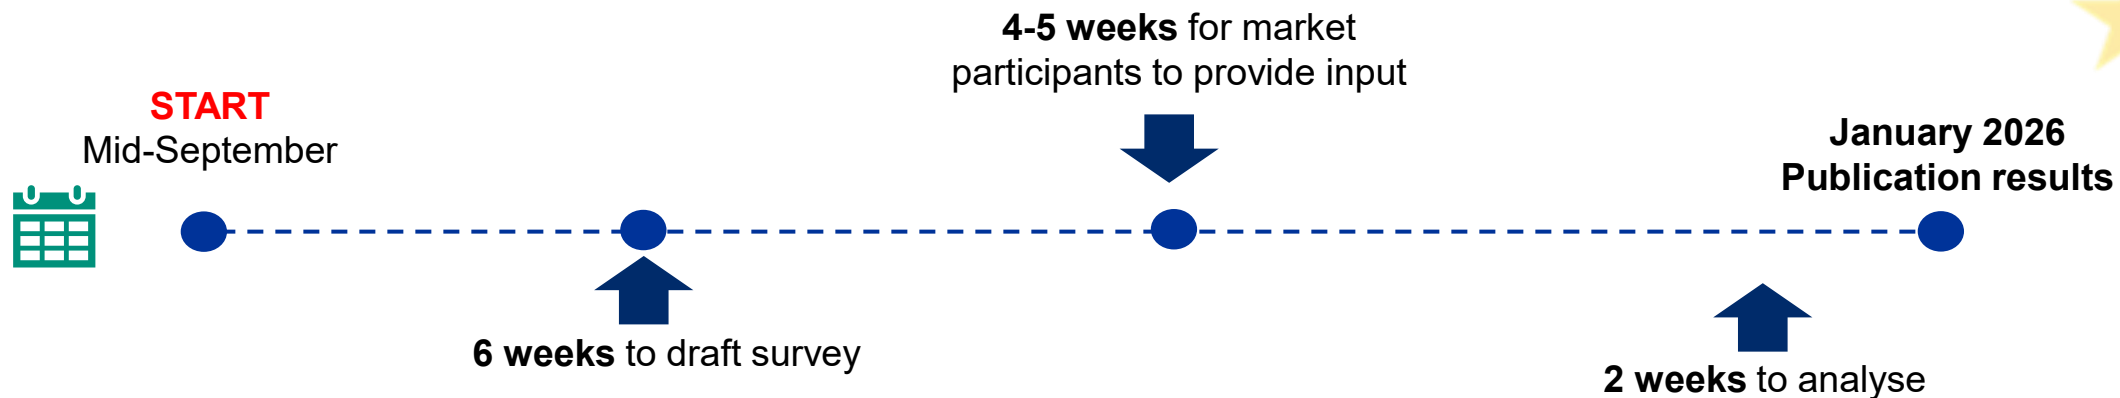 START
Mid-September
6 weeks to draft survey
4-5 weeks for market
participants to provide input
2 weeks to analyse
January 2026
Publication results